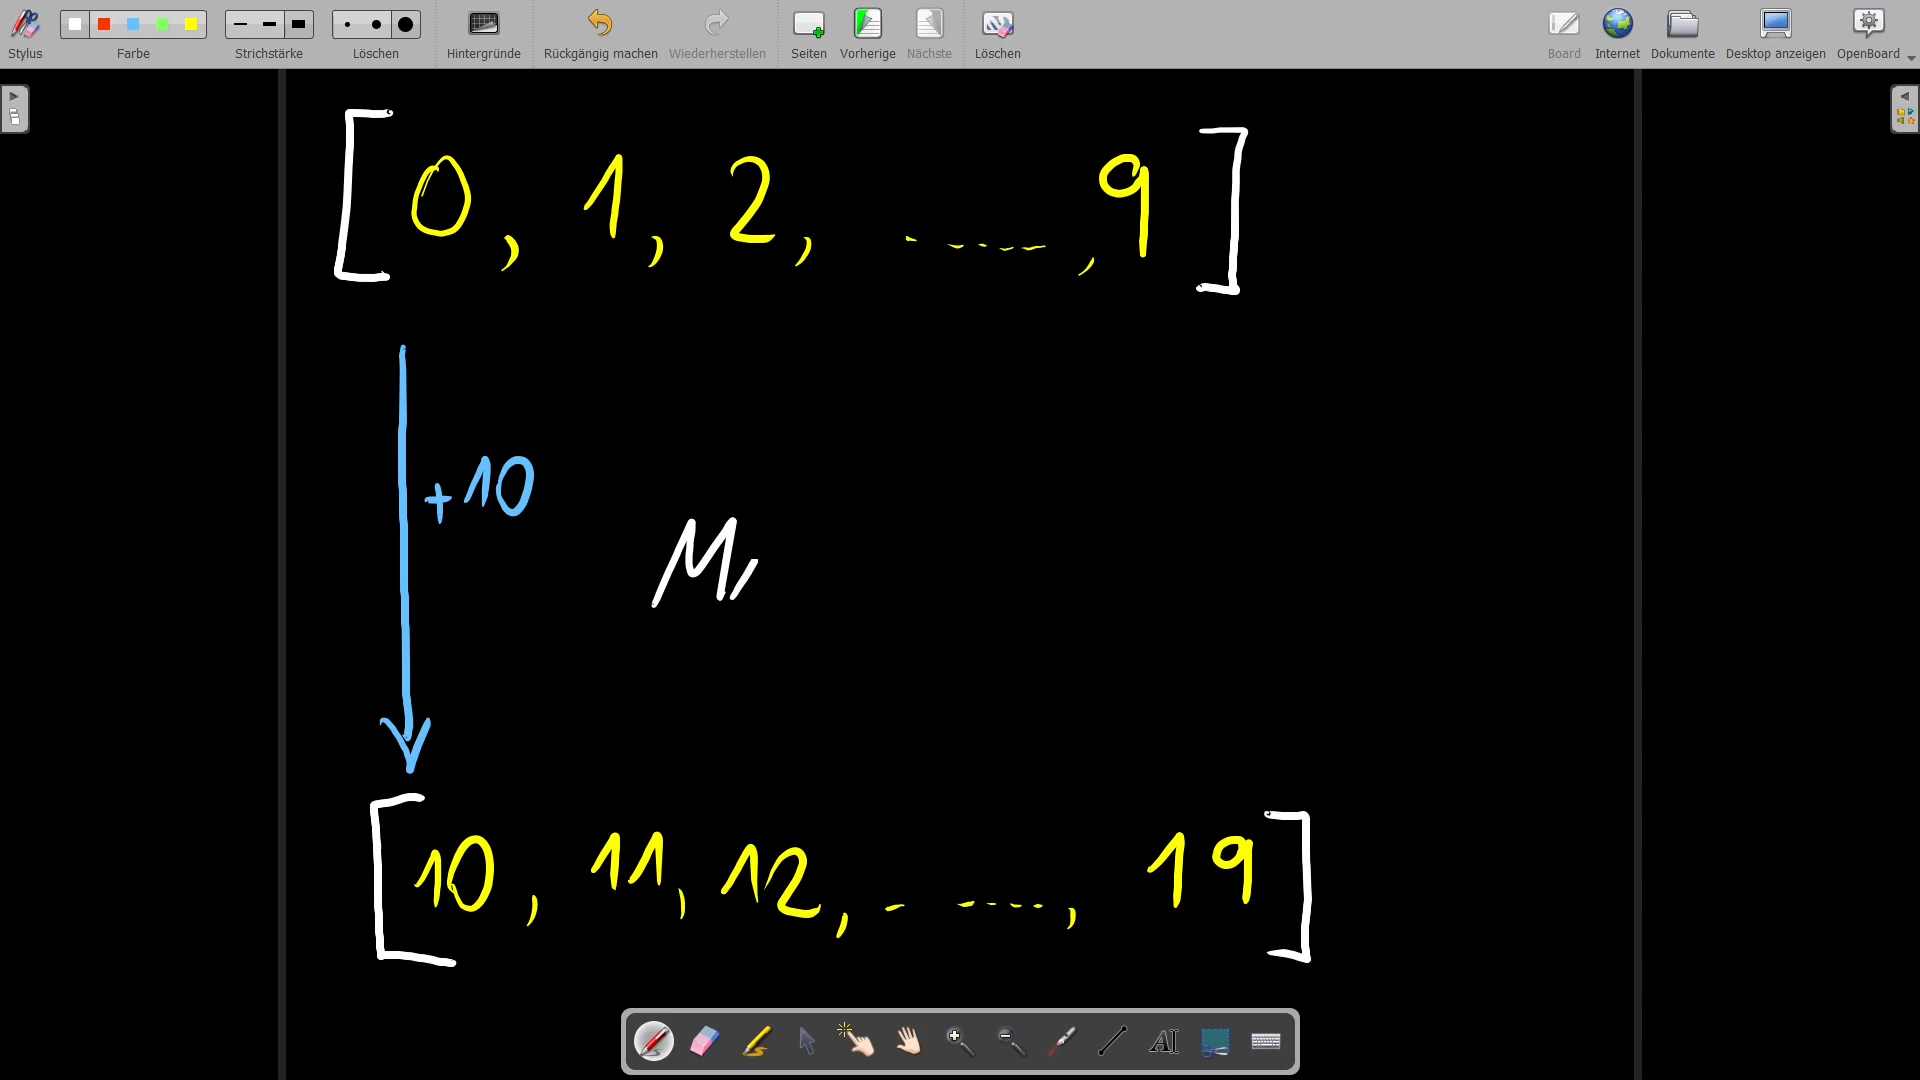 Stylus Farbe Strichstärke Löschen Hintergründe Rückgängig machen Wiederherstellen Seiten Vorherige Nächste Löschen Board Internet Dokumente Desktop anzeigen OpenBoard
[0, 1, 2, ......, 9]
+10
M
[10, 11, 12, ......, 19]
AI